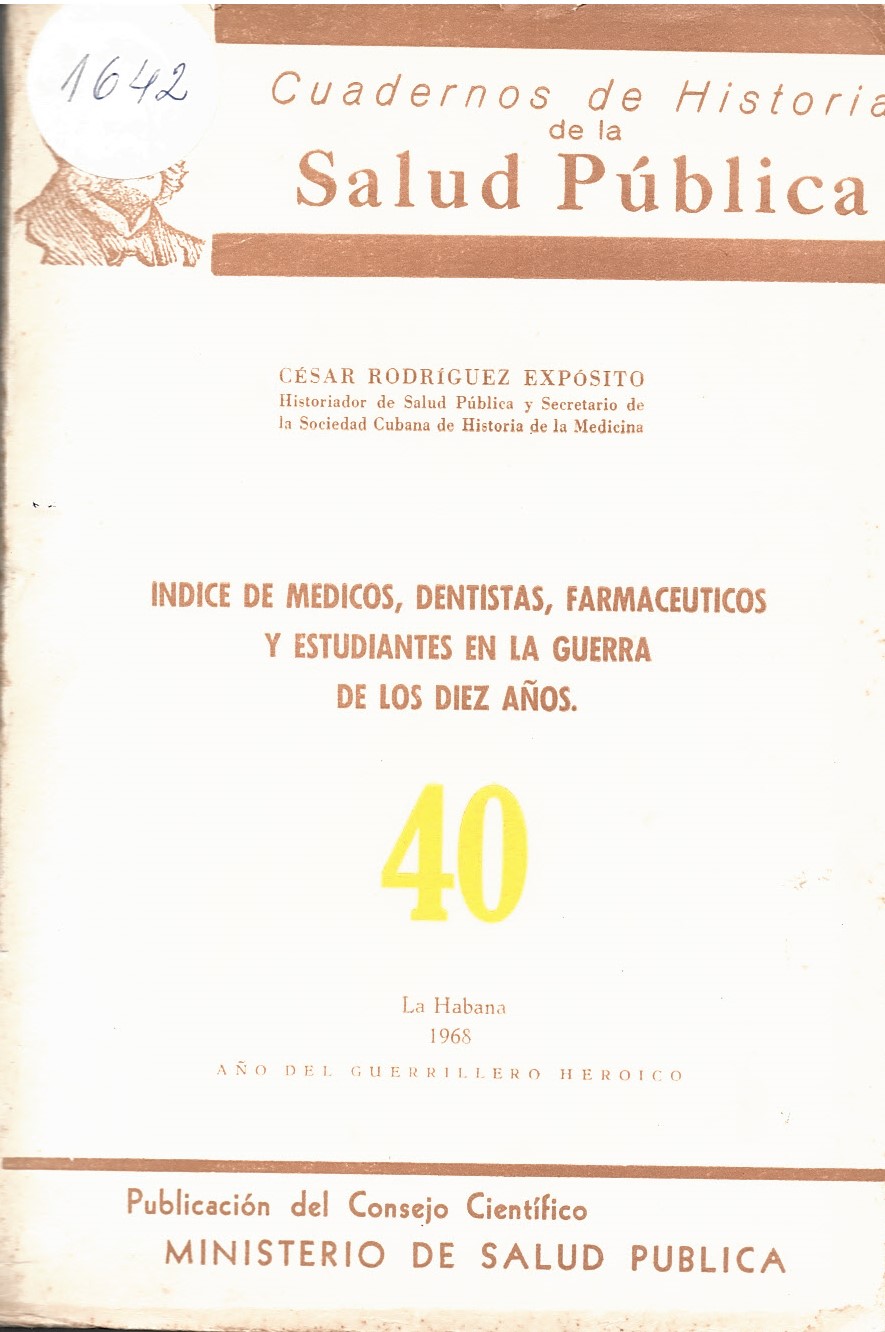 1642
Cuadernos de Historia
de la
Salud Pública
CÉSAR RODRÍGUEZ EXPÓSITO
Historiador de Salud Pública y Secretario de
la Sociedad Cubana de Historia de la Medicina
INDICE DE MEDICOS, DENTISTAS, FARMACEUTICOS
Y ESTUDIANTES EN LA GUERRA
DE LOS DIEZ AÑOS.
40
La Habana
1968
AÑO DEL GUERRILLERO HEROICO
Publicación del Consejo Científico
MINISTERIO DE SALUD PUBLICA